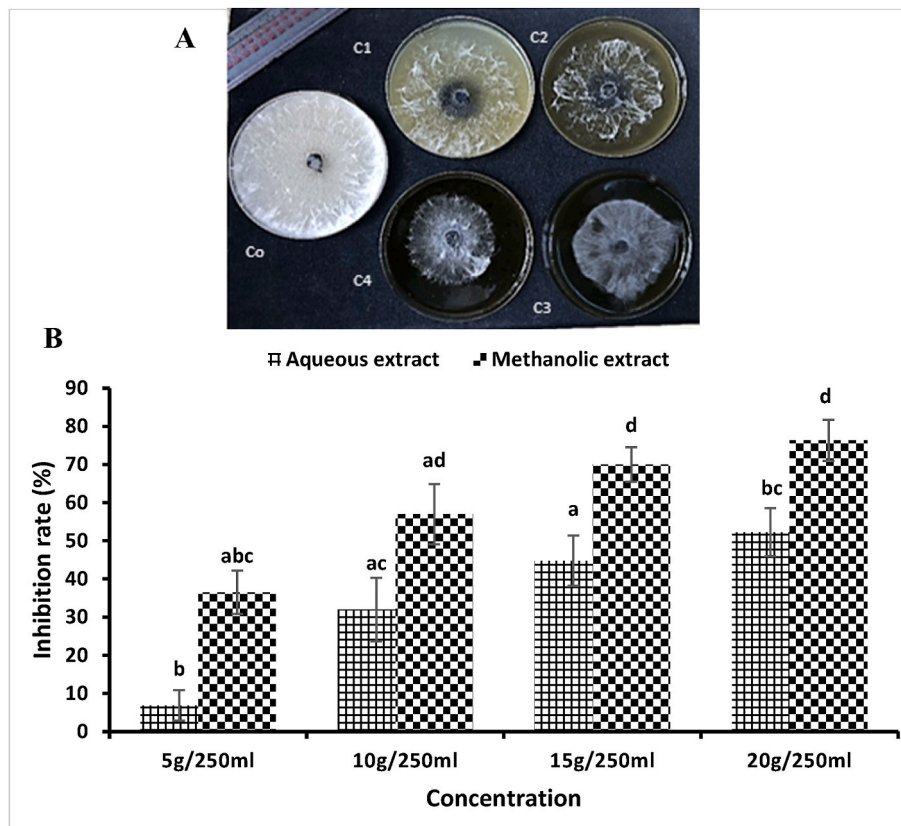 A
C1
C2
Co
C4
C3
B
Aqueous extract
Methanolic extract
Inhibition rate (%)
90
80
70
60
50
40
30
20
10
0
b
abc
ac
ad
a
d
bc
d
5g/250ml
10g/250ml
15g/250ml
20g/250ml
Concentration